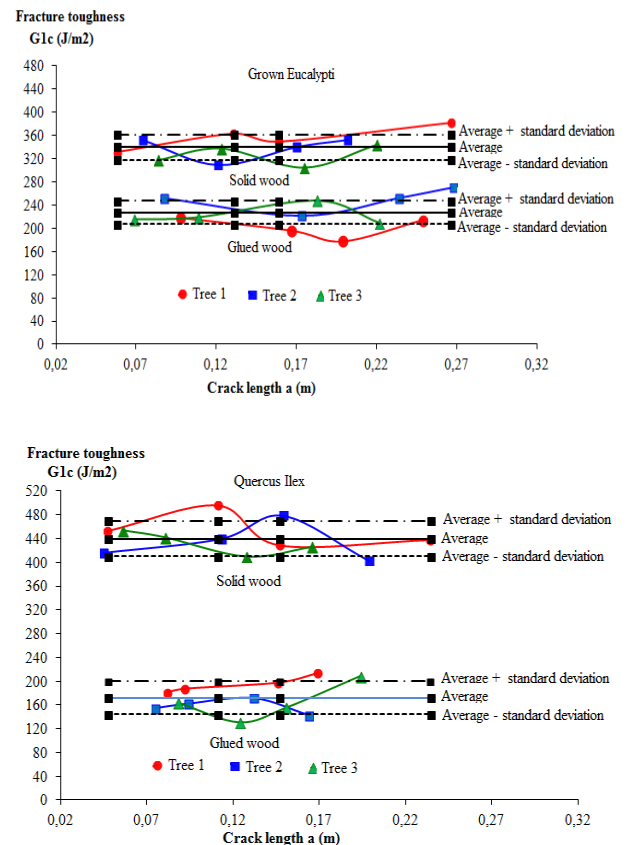 Fracture toughness
G1c (J/m2)
Grown Eucalypti
480
440
400
360
320
280
240
200
160
120
80
40
0
Average + standard deviation
Average
Average - standard deviation
Solid wood
Average + standard deviation
Average
Average - standard deviation
Glued wood
Tree 1 Tree 2 Tree 3
0,02 0,07 0,12 0,17 0,22 0,27 0,32
Crack length a (m)
Fracture toughness
G1c (J/m2)
Quercus Ilex
520
480
440
400
360
320
280
240
200
160
120
80
40
0
Average + standard deviation
Average
Average - standard deviation
Solid wood
Average + standard deviation
Average
Average - standard deviation
Glued wood
Tree 1 Tree 2 Tree 3
0,02 0,07 0,12 0,17 0,22 0,27 0,32
Crack length a (m)